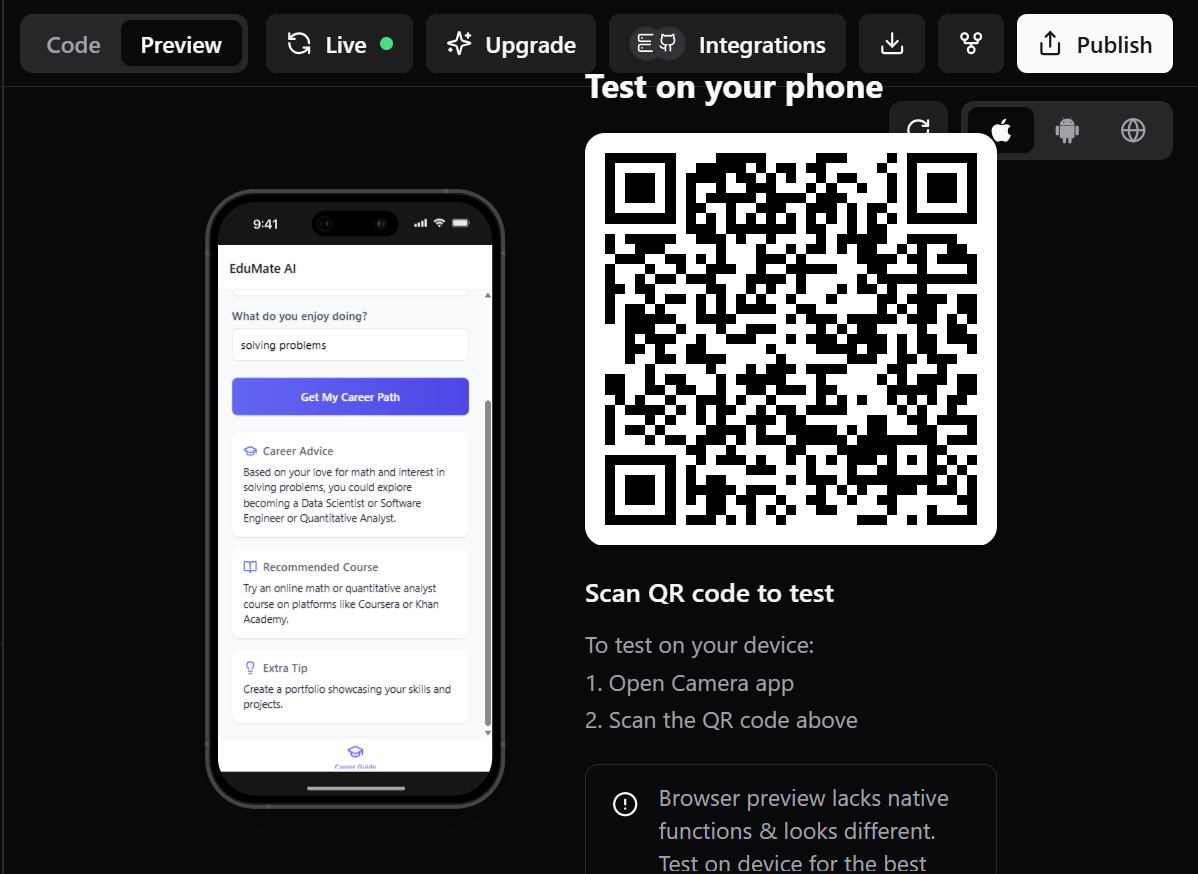 Code
Preview
Live
Upgrade
Integrations
Publish
Test on your phone
9:41
EduMate AI
What do you enjoy doing?
solving problems
Get My Career Path
Career Advice
Based on your love for math and interest in
solving problems, you could explore
becoming a Data Scientist or Software
Engineer or Quantitative Analyst.
Recommended Course
Try an online math or quantitative analyst
course on platforms like Coursera or Khan
Academy.
Extra Tip
Create a portfolio showcasing your skills and
projects.
Career Guide
Scan QR code to test
To test on your device:
1. Open Camera app
2. Scan the QR code above
Browser preview lacks native
functions & looks different.
Test on device for the best